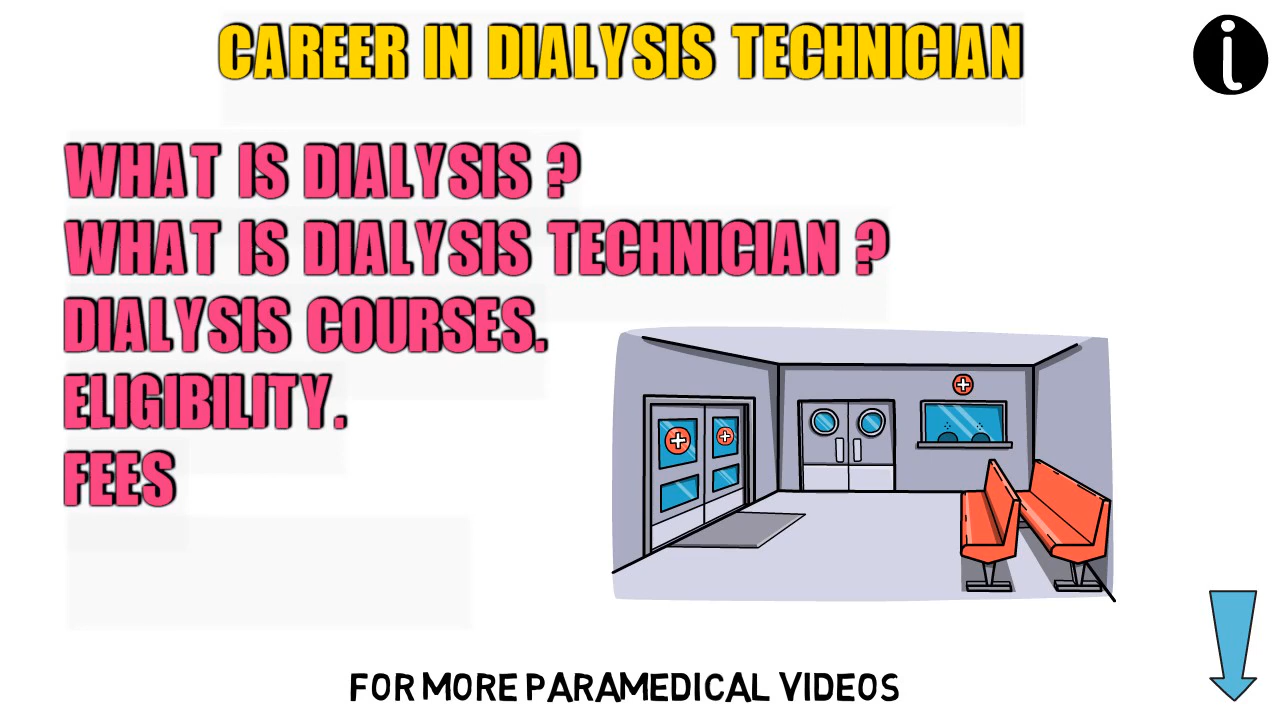 CAREER IN DIALYSIS TECHNICIAN
i
WHAT IS DIALYSIS ?
WHAT IS DIALYSIS TECHNICIAN ?
DIALYSIS COURSES.
ELIGIBILITY.
FEES
FOR MORE PARAMEDICAL VIDEOS